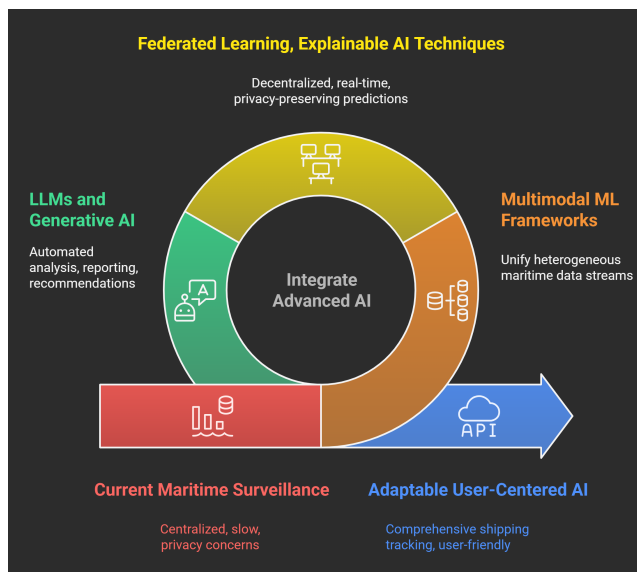 Federated Learning, Explainable AI Techniques
Decentralized, real-time,
privacy-preserving predictions
LLMs and
Generative AI
Automated
analysis, reporting,
recommendations
A
Multimodal ML
Frameworks
Unify heterogeneous
maritime data streams
Integrate
Advanced AI
API
Current Maritime Surveillance
Centralized, slow,
privacy concerns
Adaptable User-Centered AI
Comprehensive shipping
tracking, user-friendly